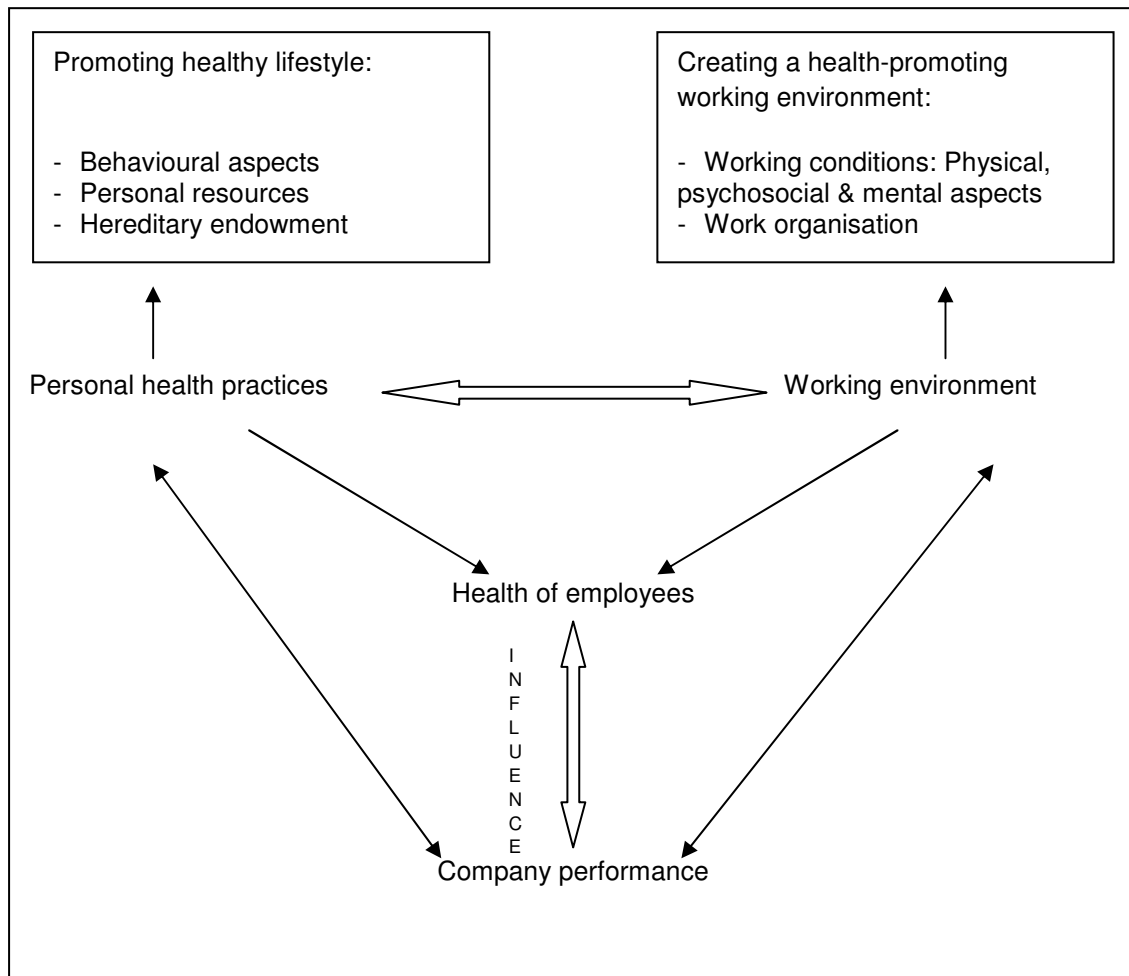 Promoting healthy lifestyle:
- Behavioural aspects
- Personal resources
- Hereditary endowment
Creating a health-promoting
working environment:
- Working conditions: Physical,
psychosocial & mental aspects
- Work organisation
Personal health practices
Working environment
Health of employees
I
N
F
L
U
E
N
C
E
Company performance